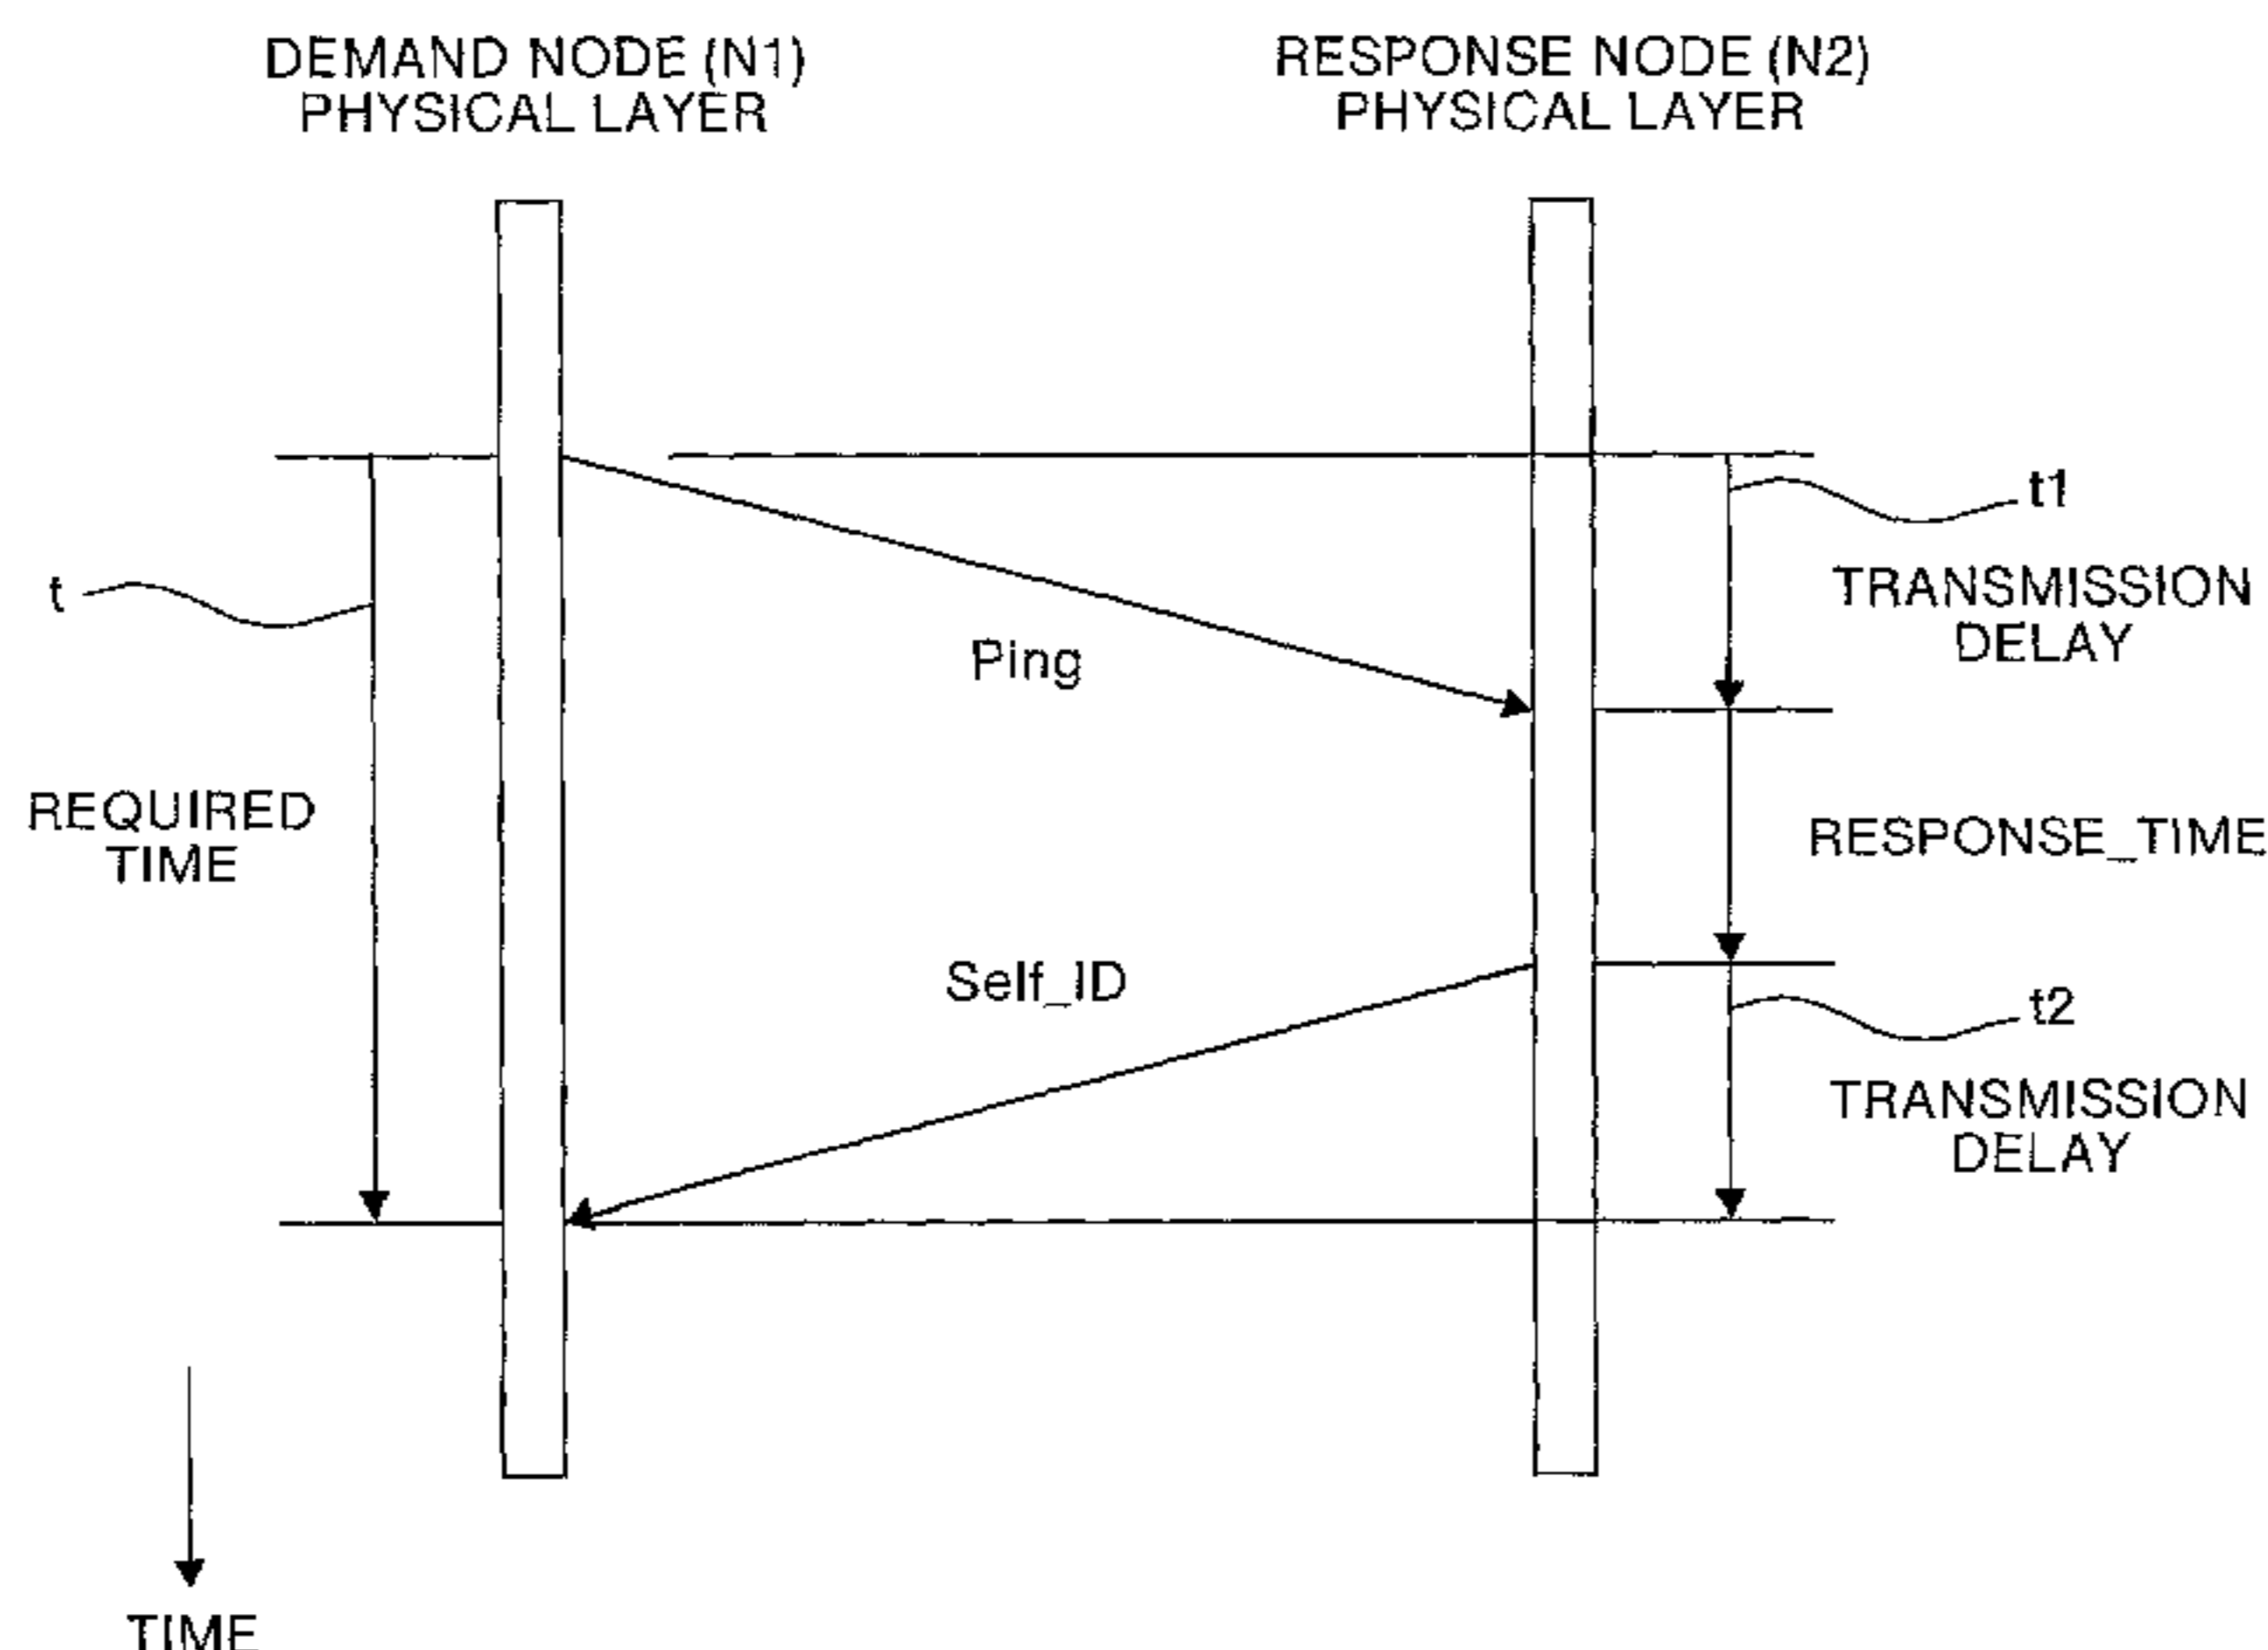 DEMAND NODE (N1)
PHYSICAL LAYER
RESPONSE NODE (N2)
PHYSICAL LAYER
t1
TRANSMISSION
DELAY
t
Ping
REQUIRED
TIME
RESPONSE_TIME
Self_ID
t2
TRANSMISSION
DELAY
TIME